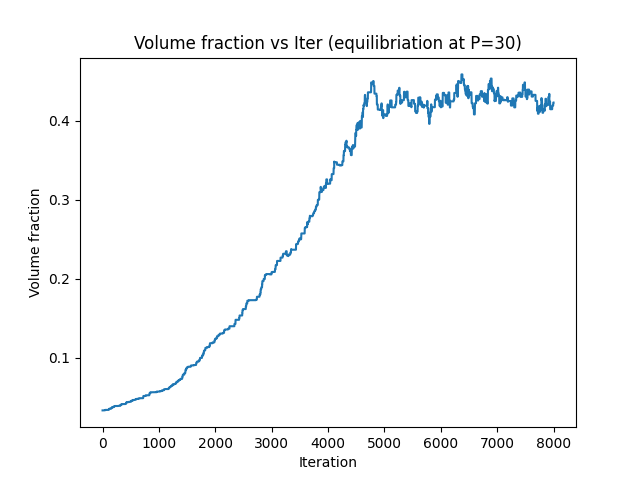 Volume fraction vs Iter (equilibriation at P=30)
Volume fraction
0.4
0.3
0.2
0.1
0 1000 2000 3000 4000 5000 6000 7000 8000
Iteration